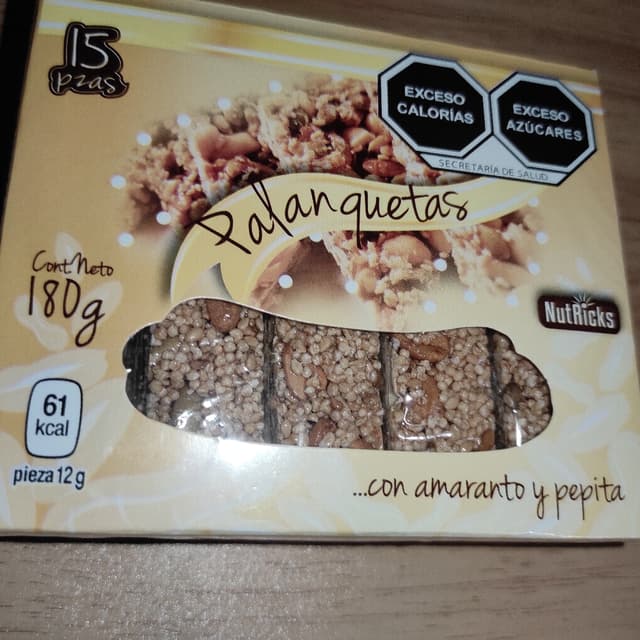 15
pzas
EXCESO
CALORÍAS
EXCESO
AZÚCARES
SECRETARÍA DE SALUD
Palanquetas
Cont Neto
180g
NutRicks
61
kcal
pieza 12 g
...con amaranto y pepita